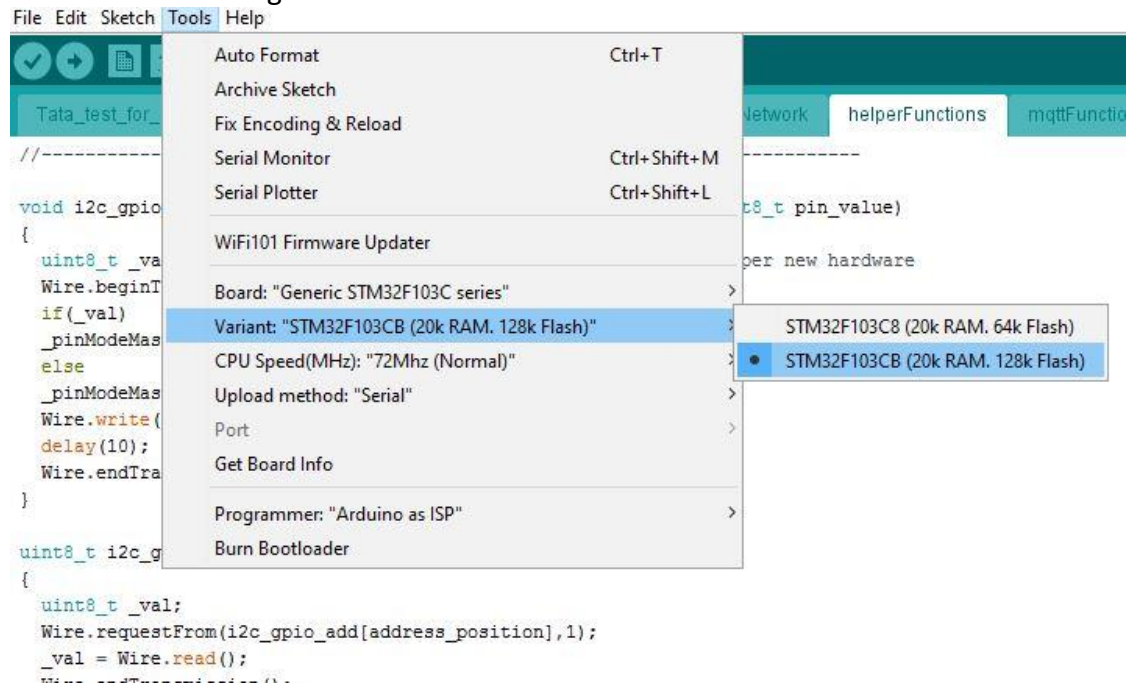 File Edit Sketch Tools Help
Auto Format Ctrl+T
Archive Sketch
Fix Encoding & Reload
Serial Monitor Ctrl+Shift+M
Serial Plotter Ctrl+Shift+L
WiFi101 Firmware Updater
Board: "Generic STM32F103C series"
Variant: "STM32F103CB (20k RAM. 128k Flash)"
CPU Speed(MHz): "72Mhz (Normal)"
Upload method: "Serial"
Port
Get Board Info
Programmer: "Arduino as ISP"
Burn Bootloader
STM32F103C8 (20k RAM. 64k Flash)
STM32F103CB (20k RAM. 128k Flash)
Tata_test_for_ Network helperFunctions mqttFunctio
//----------- -----------
void i2c_gpio t8_t pin_value)
{
uint8_t _va per new hardware
Wire.beginT
if(_val)
_pinModeMas
else
_pinModeMas
Wire.write(
delay(10);
Wire.endTra
}
uint8_t i2c_g
{
uint8_t _val;
Wire.requestFrom(i2c_gpio_add[address_position],1);
_val = Wire.read();